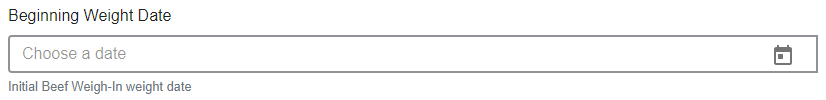 Beginning Weight Date
Choose a date
Initial Beef Weigh-In weight date